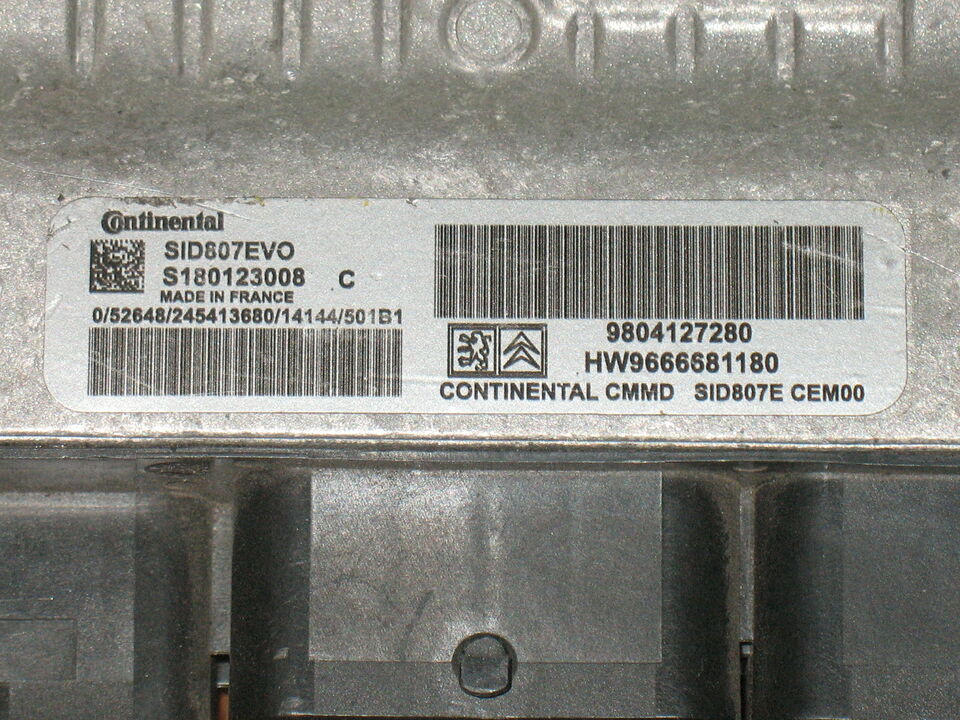 Continental
SID807EVO
S180123008 C
MADE IN FRANCE
0/52648/245413680/14144/501B1
9804127280
HW9666681180
CONTINENTAL CMMD SID807E CEM00